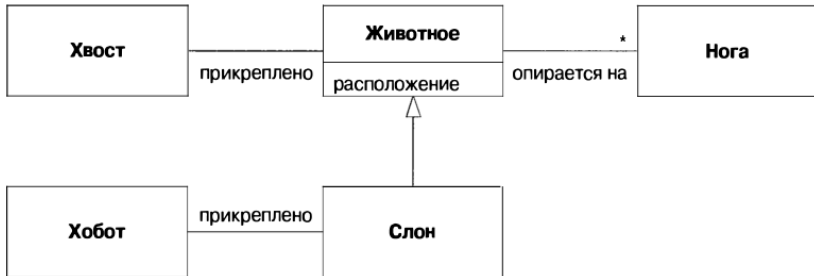 Хвост
прикреплено
Животное
расположение
*
опирается на
Нога
Хобот
прикреплено
Слон